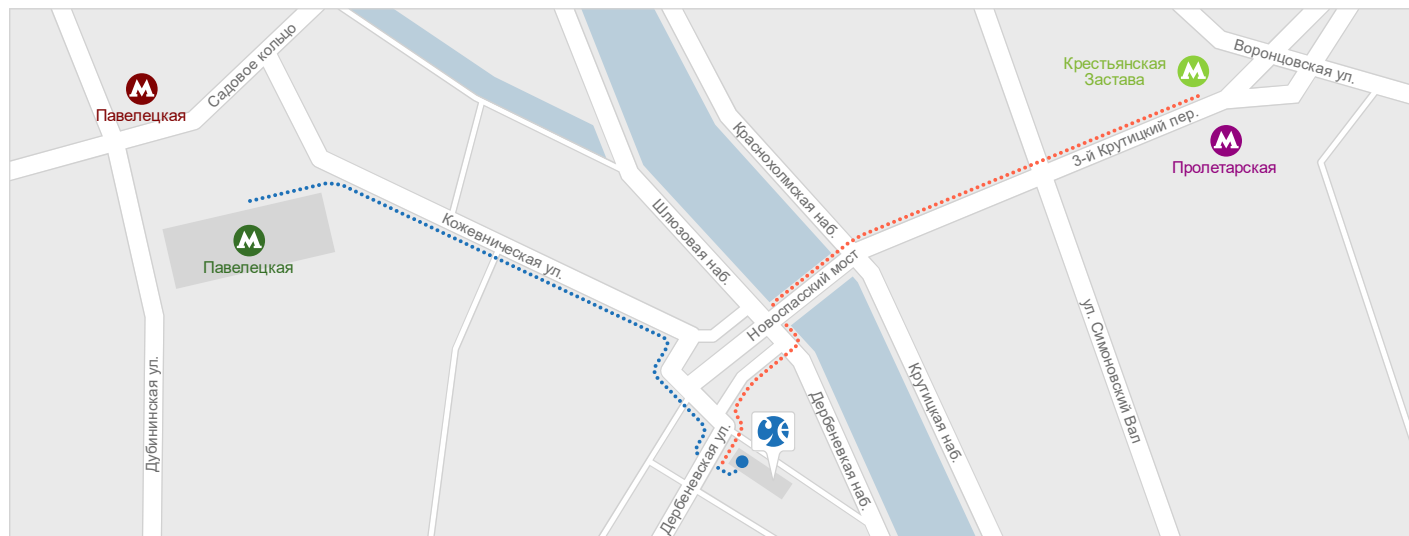 Садовое кольцо
Воронцовская ул.
Крестьянская
Застава
Павелецкая
3-й Крутицкий пер.
Пролетарская
Краснохолмская наб.
Шлюзовая наб.
Кожевническая ул.
Павелецкая
Новоспасский мост
ул. Симоновский Вал
Дубининская ул.
Крутицкая наб.
Дербеневкая наб.
Дербеневская ул.